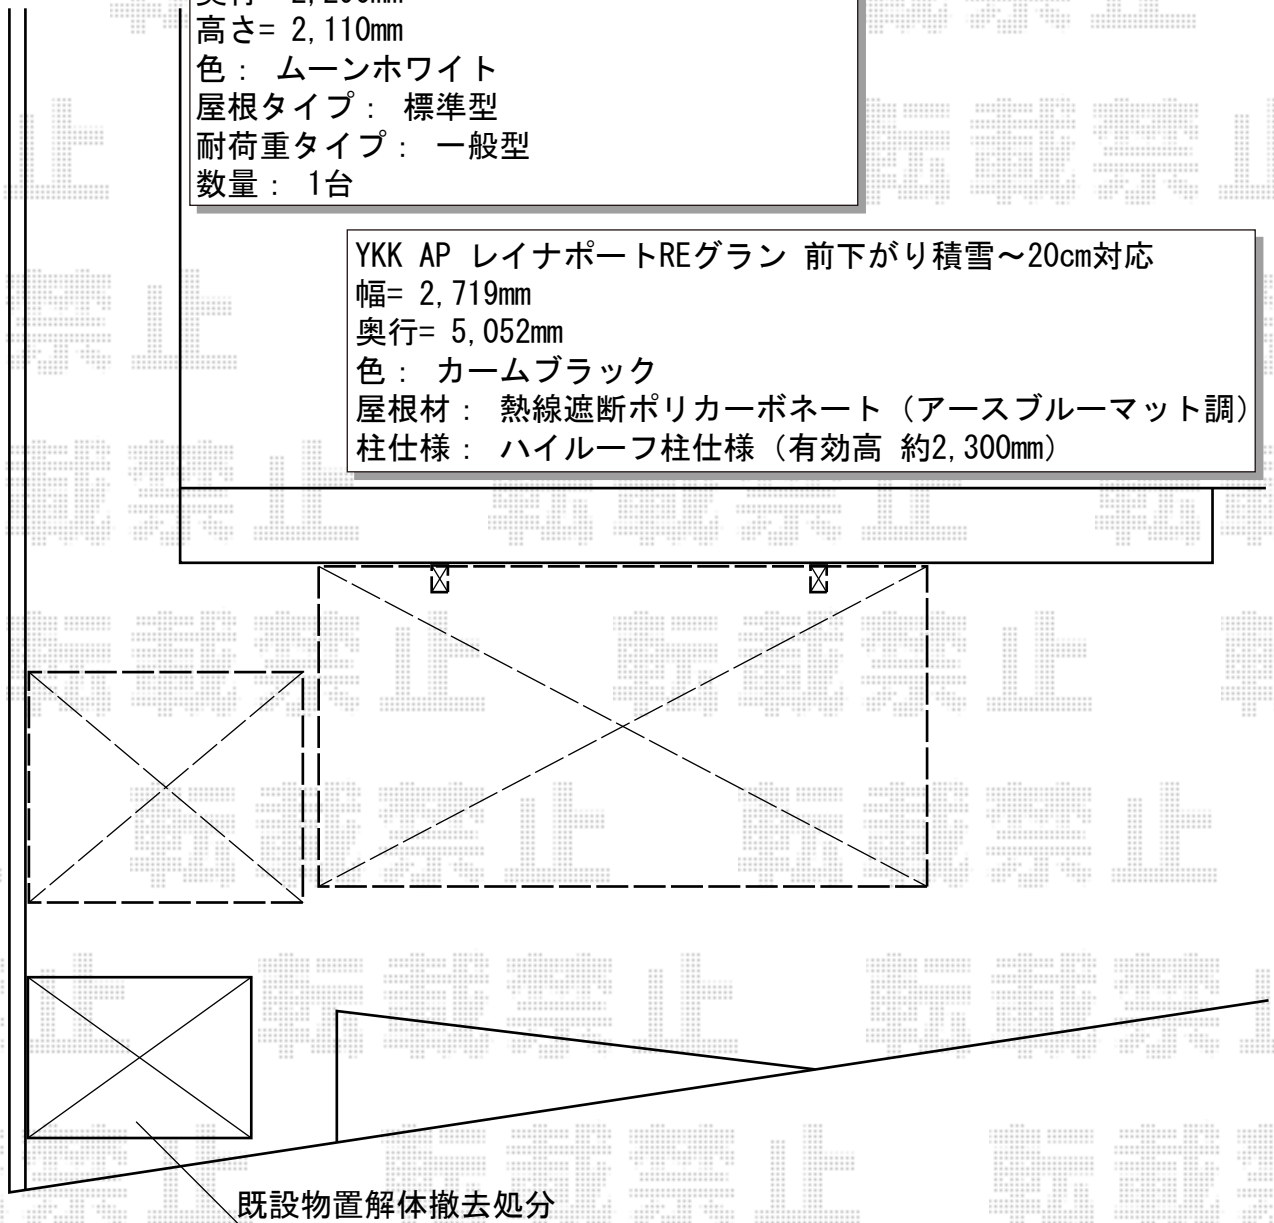 高さ= 2,110mm
色： ムーンホワイト
屋根タイプ： 標準型
耐荷重タイプ： 一般型
数量： 1台
YKK AP レイナポートREグラン 前下がり積雪～20cm対応
幅= 2,719mm
奥行= 5,052mm
色： カームブラック
屋根材： 熱線遮断ポリカーボネート（アースブルーマット調）
柱仕様： ハイルーフ柱仕様（有効高 約2,300mm）
既設物置解体撤去処分
転載禁止